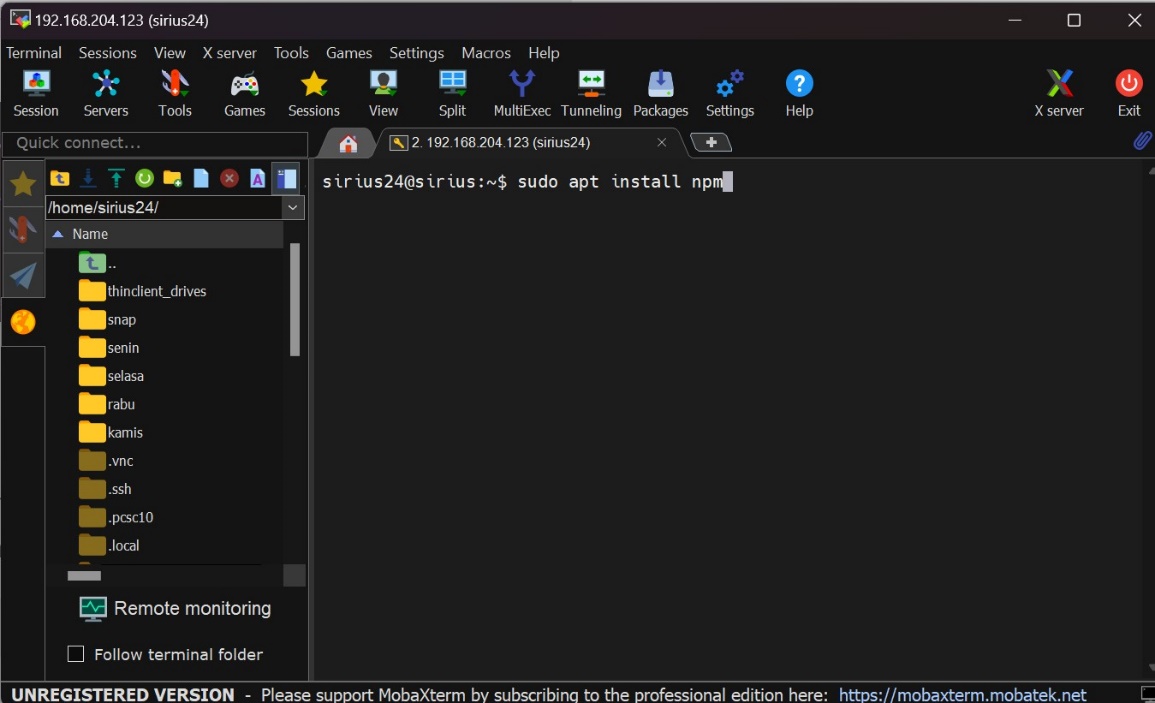 192.168.204.123 (sirius24)
Terminal Sessions View X server Tools Games Settings Macros Help
Session Servers Tools Games Sessions View Split MultiExec Tunneling Packages Settings Help X server Exit
Quick connect...
2. 192.168.204.123 (sirius24)
/home/sirius24/
Name
..
thinclient_drives
snap
senin
selasa
rabu
kamis
.vnc
.ssh
.pcsc10
.local
Remote monitoring
Follow terminal folder
sirius24@sirius:~$ sudo apt install npm
UNREGISTERED VERSION - Please support MobaXterm by subscribing to the professional edition here: https://mobaxterm.mobatek.net